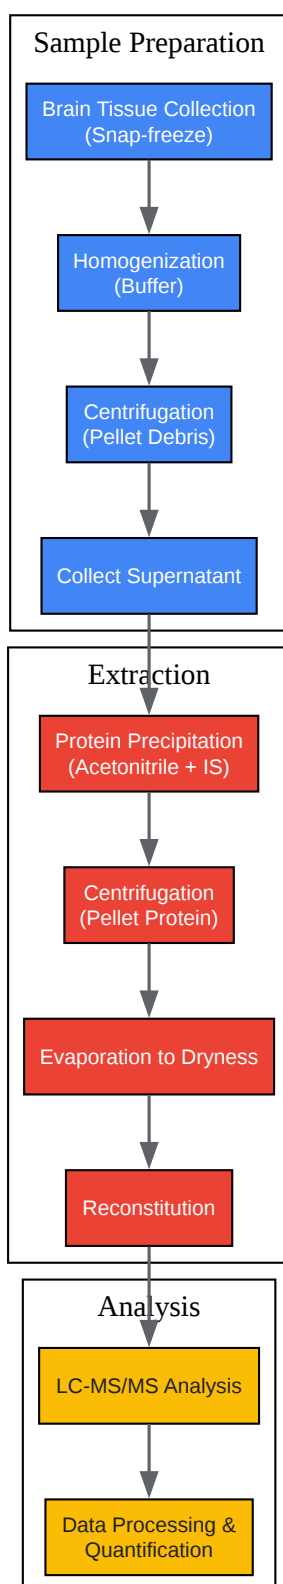 Sample Preparation
Brain Tissue Collection
(Snap-freeze)
Homogenization
(Buffer)
Centrifugation
(Pellet Debris)
Collect Supernatant
Extraction
Protein Precipitation
(Acetonitrile + IS)
Centrifugation
(Pellet Protein)
Evaporation to Dryness
Reconstitution
Analysis
LC-MS/MS Analysis
Data Processing &
Quantification